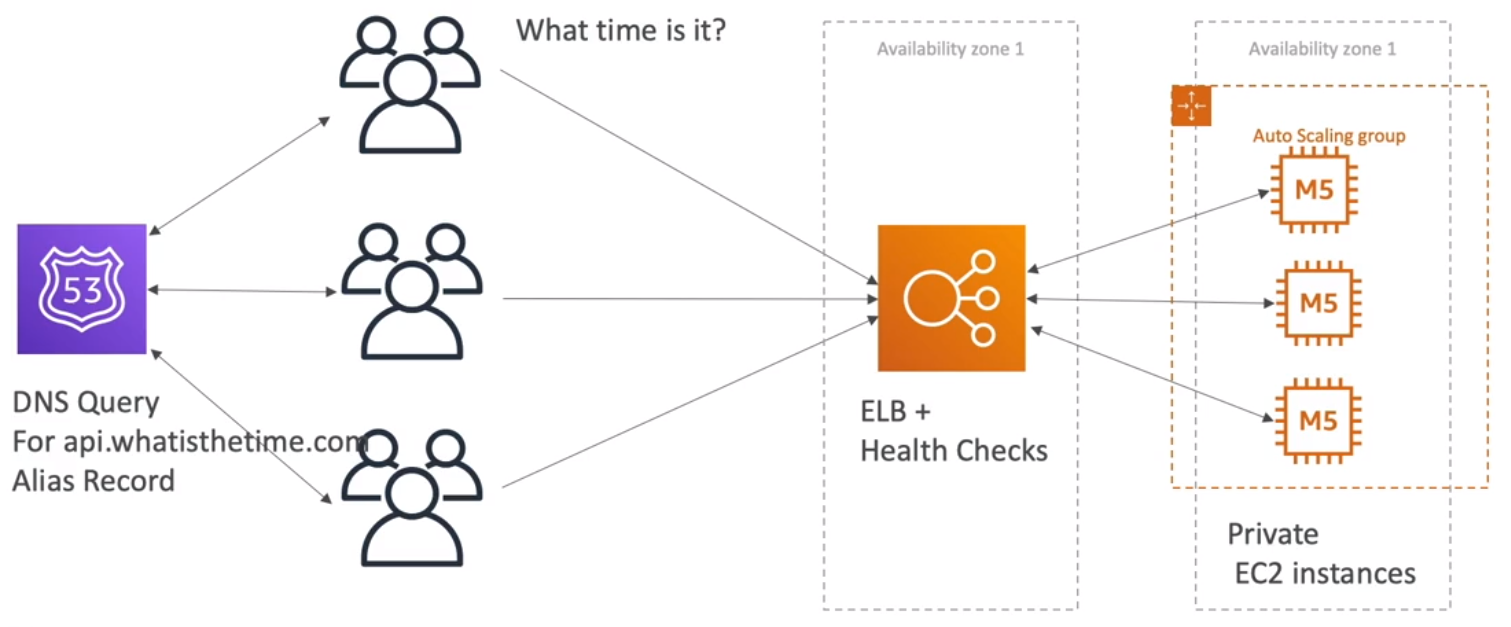 What time is it?
Availability zone 1
Availability zone 1
Auto Scaling group
M5
53
M5
M5
DNS Query
For api.whatisthetime.com
Alias Record
ELB +
Health Checks
Private
EC2 instances